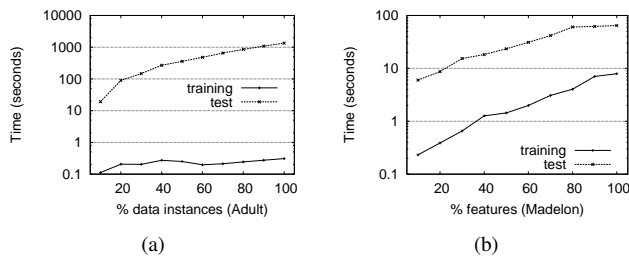 Time (seconds)
10000
1000
100
10
1
0.1
training
test
20 40 60 80 100
% data instances (Adult)
(a)
Time (seconds)
100
10
1
0.1
training
test
20 40 60 80 100
% features (Madelon)
(b)